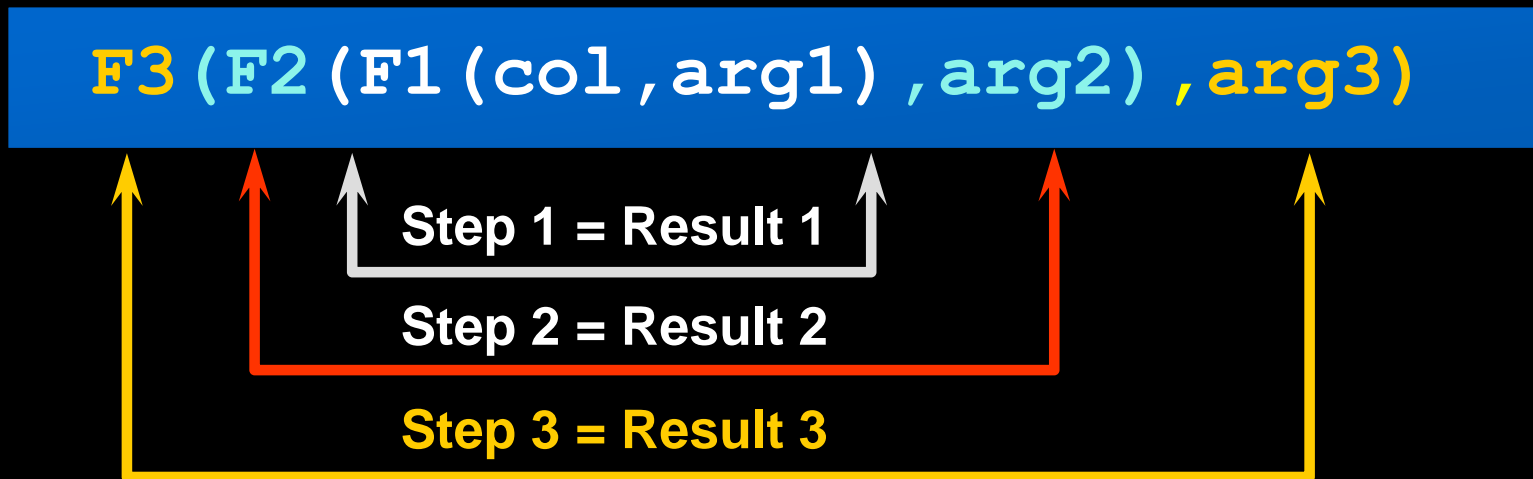 F3(F2(F1(col,arg1),arg2),arg3)
Step 1 = Result 1
Step 2 = Result 2
Step 3 = Result 3